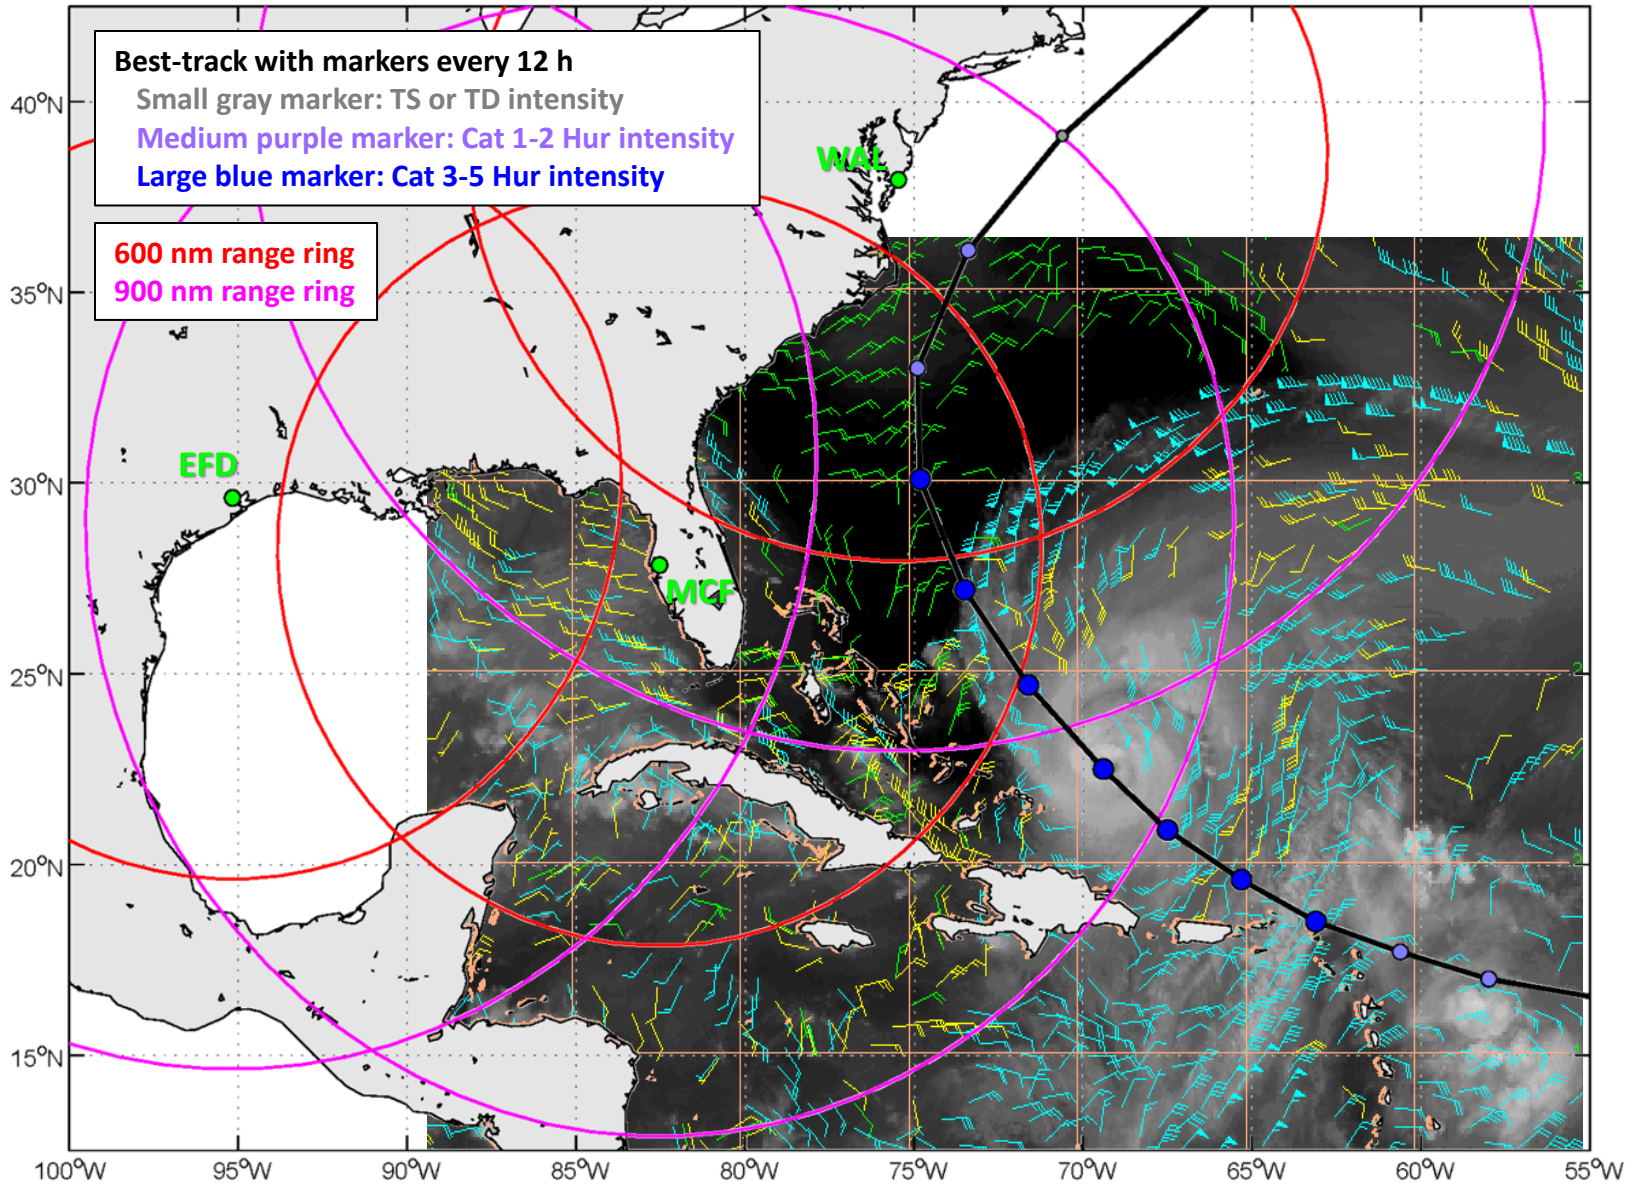 Best-track with markers every 12 h
Small gray marker: TS or TD intensity
Medium purple marker: Cat 1-2 Hur intensity
Large blue marker: Cat 3-5 Hur intensity
600 nm range ring
900 nm range ring
WAL
EFD
MCF
40°N
35°N
30°N
25°N
20°N
15°N
100°W
95°W
90°W
85°W
80°W
75°W
70°W
65°W
60°W
55°W